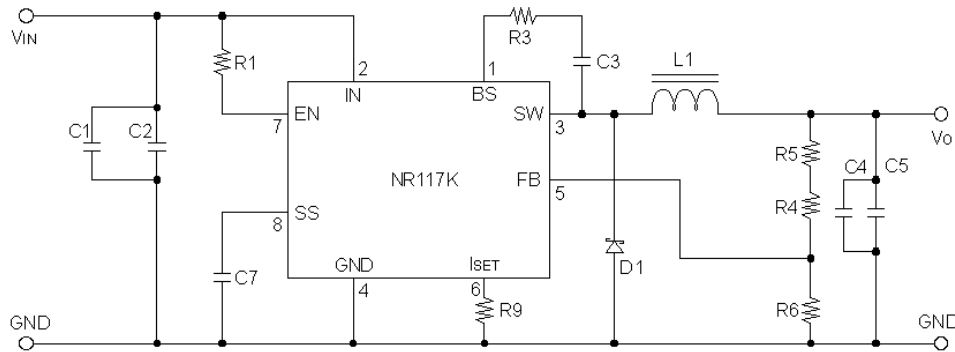 VIN
R1
2
IN
1
BS
R3
C3
L1
EN
7
SW
3
Vo
C1
C2
NR117K
FB
5
R5
C4
C5
R4
SS
8
C7
GND
4
ISET
6
R9
D1
R6
GND
GND